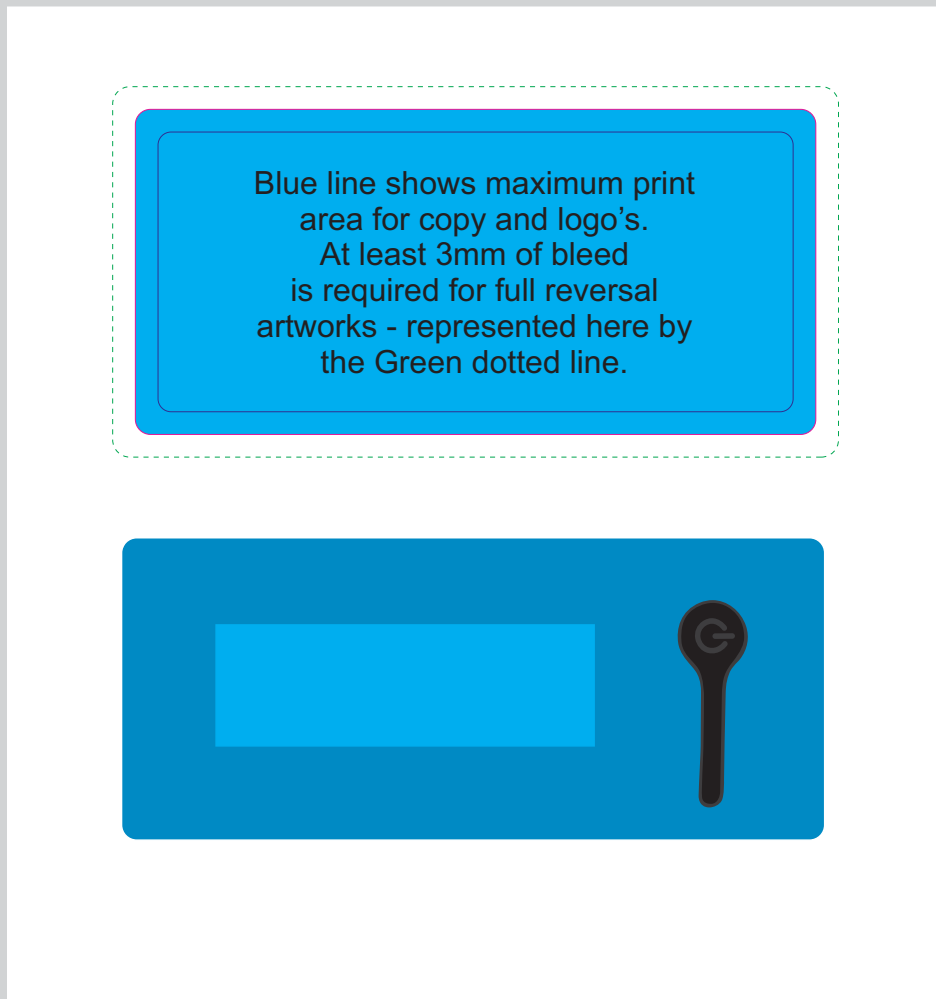 Blue line shows maximum print
area for copy and logo’s.
At least 3mm of bleed
is required for full reversal
artworks - represented here by
the Green dotted line.